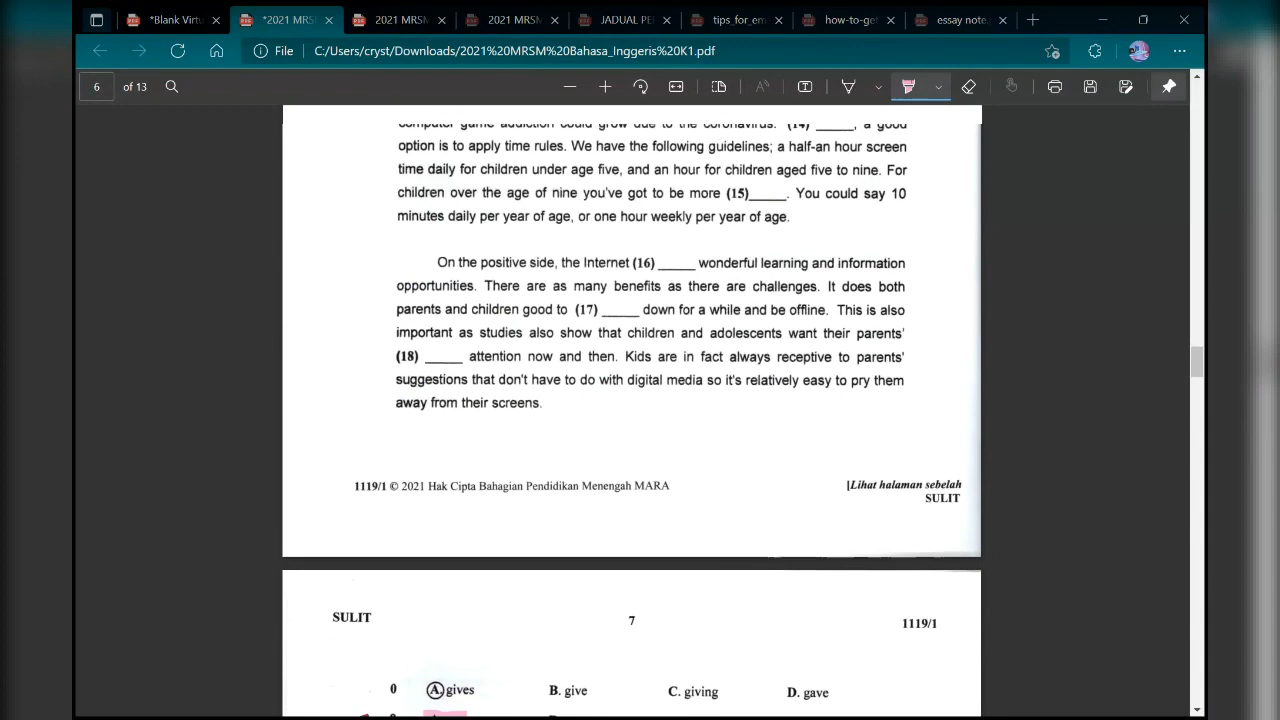 *Blank Virtu
*2021 MRS
2021 MRSM
2021 MRSM
JADUAL PE
tips_for_em
how-to-get
essay note.
File
C:/Users/cryst/Downloads/2021%20MRSM%20Bahasa_Inggeris%20K1.pdf
6 of 13
computer game addiction could grow due to the coronavirus. (14) _____, a good
option is to apply time rules. We have the following guidelines; a half-an hour screen
time daily for children under age five, and an hour for children aged five to nine. For
children over the age of nine you've got to be more (15)_____. You could say 10
minutes daily per year of age, or one hour weekly per year of age.
On the positive side, the Internet (16) _____ wonderful learning and information
opportunities. There are as many benefits as there are challenges. It does both
parents and children good to (17) _____ down for a while and be offline. This is also
important as studies also show that children and adolescents want their parents'
(18) _____ attention now and then. Kids are in fact always receptive to parents'
suggestions that don't have to do with digital media so it's relatively easy to pry them
away from their screens.
1119/1 © 2021 Hak Cipta Bahagian Pendidikan Menengah MARA
[Lihat halaman sebelah
SULIT
SULIT
7
1119/1
0 A. gives B. give C. giving D. gave